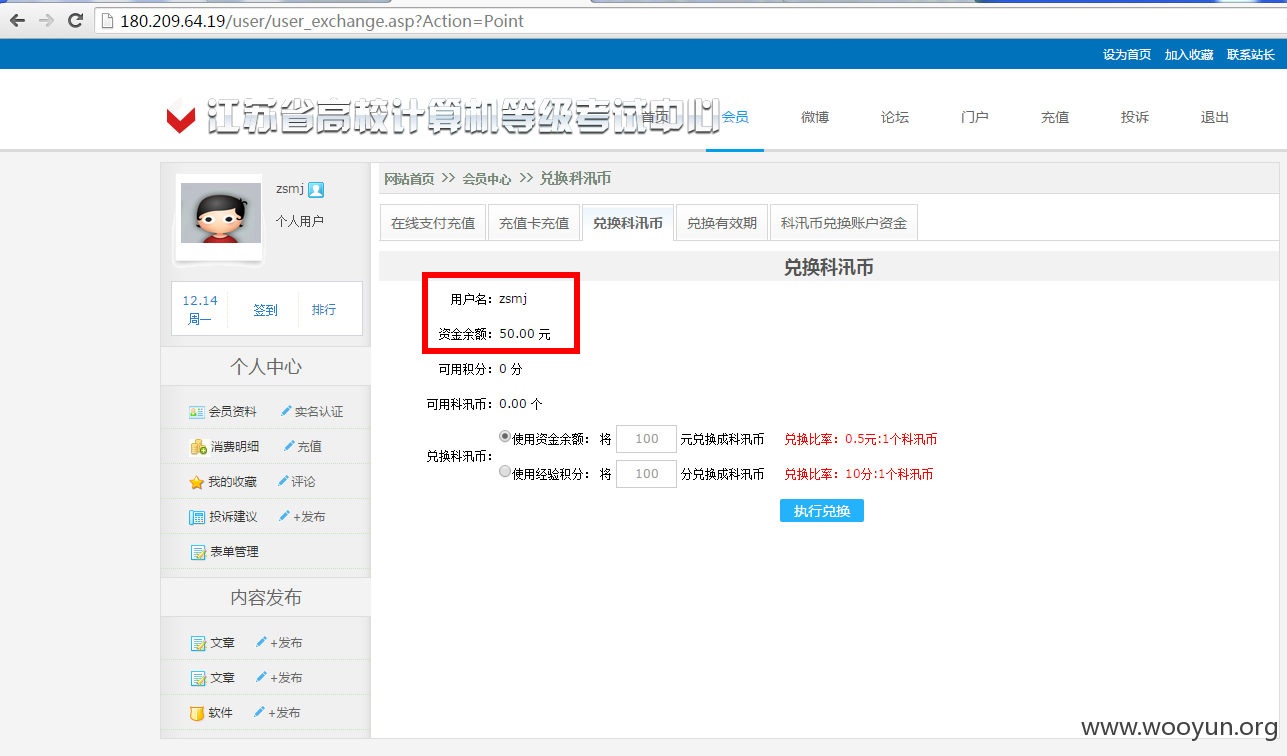 180.209.64.19/user/user_exchange.asp?Action=Point
设为首页 加入收藏 联系站长
江苏省高校计算机等级考试中心
首页 会员 微博 论坛 门户 充值 投诉 退出
zsmj
个人用户
12.14
周一
签到
排行
个人中心
会员资料 实名认证
消费明细 充值
我的收藏 评论
投诉建议 +发布
表单管理
内容发布
文章 +发布
文章 +发布
软件 +发布
网站首页 >> 会员中心 >> 兑换科汛币
在线支付充值 充值卡充值 兑换科汛币 兑换有效期 科汛币兑换账户资金
兑换科汛币
用户名：zsmj
资金余额：50.00 元
可用积分：0 分
可用科汛币：0.00 个
兑换科汛币：
使用资金余额： 将 100 元兑换成科汛币 兑换比率：0.5元:1个科汛币
使用经验积分： 将 100 分兑换成科汛币 兑换比率：10分:1个科汛币
执行兑换
www.wooyun.org